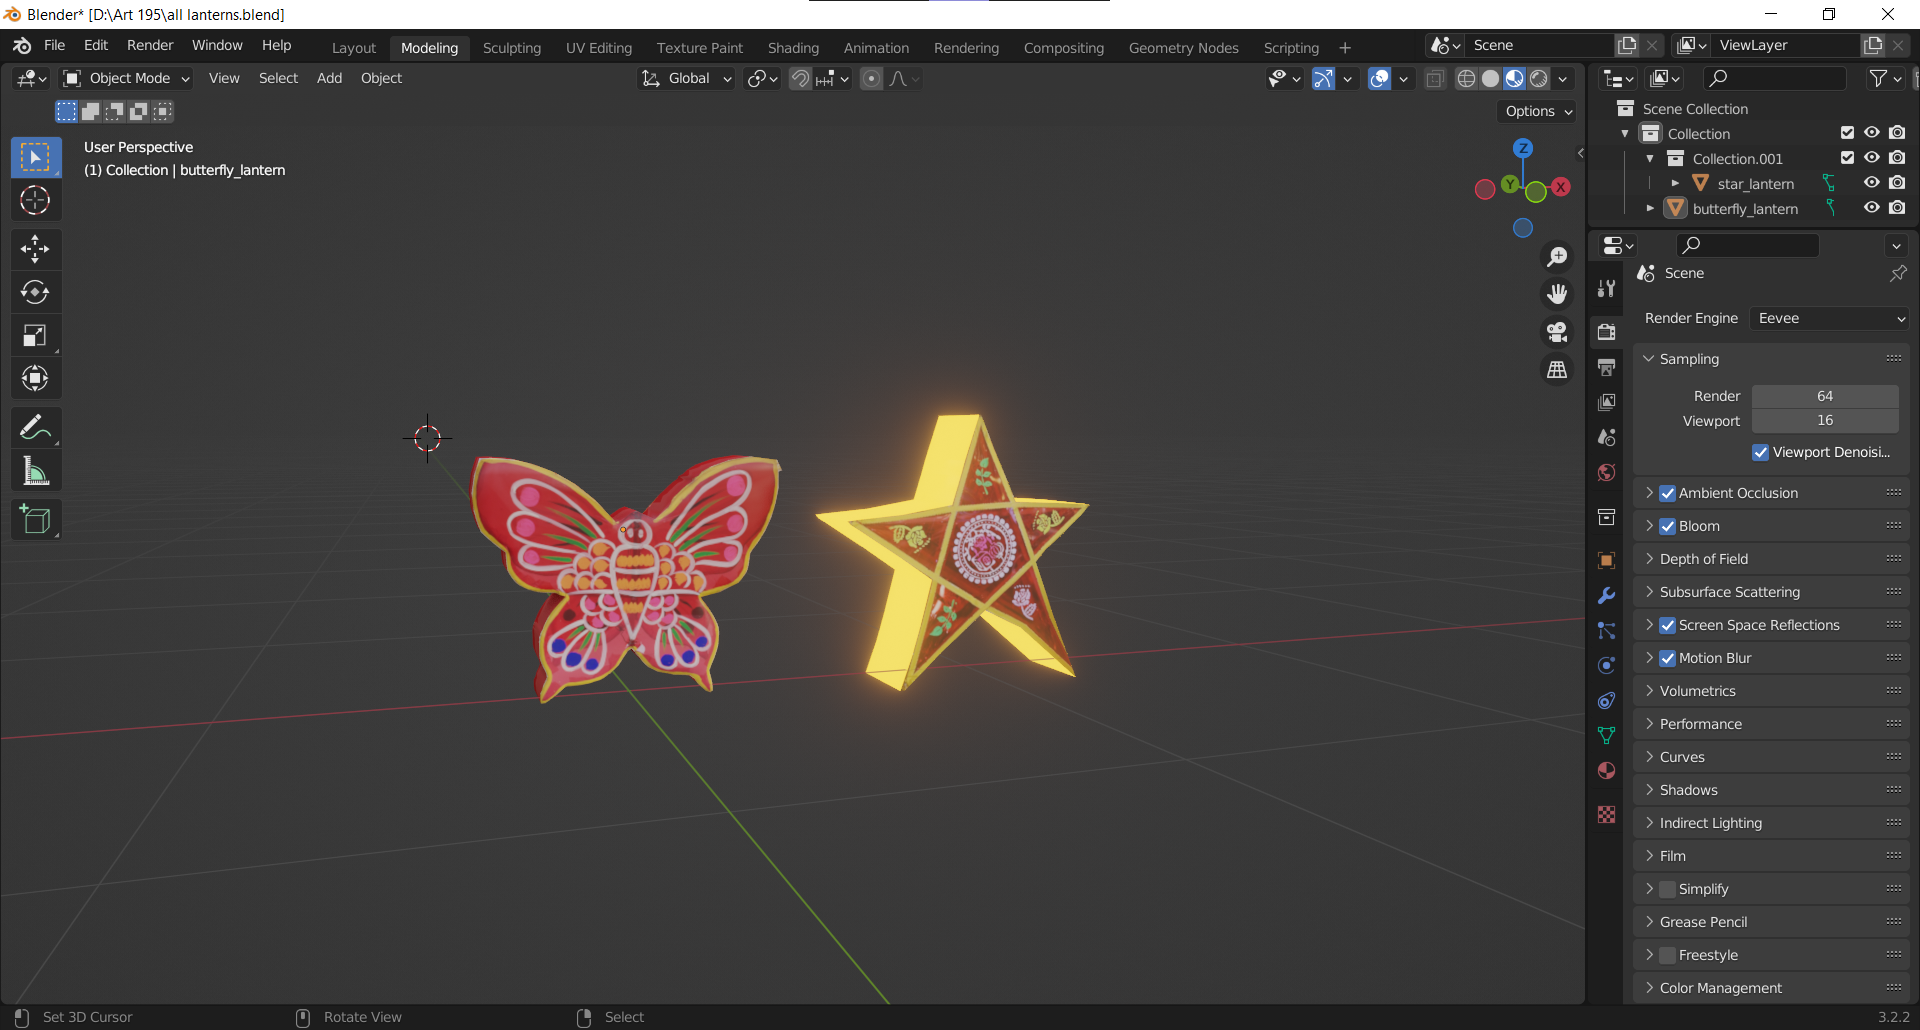 Blender* [D:\Art 195\all lanterns.blend]
File Edit Render Window Help Layout Modeling Sculpting UV Editing Texture Paint Shading Animation Rendering Compositing Geometry Nodes Scripting + Scene ViewLayer
Object Mode View Select Add Object Global
Options
User Perspective
(1) Collection | butterfly_lantern
Z
Y
X
Scene Collection
Collection
Collection.001
star_lantern
butterfly_lantern
Scene
Render Engine Eevee
Sampling
Render 64
Viewport 16
Viewport Denoisi...
Ambient Occlusion
Bloom
Depth of Field
Subsurface Scattering
Screen Space Reflections
Motion Blur
Volumetrics
Performance
Curves
Shadows
Indirect Lighting
Film
Simplify
Grease Pencil
Freestyle
Color Management
Set 3D Cursor Rotate View Select 3.2.2